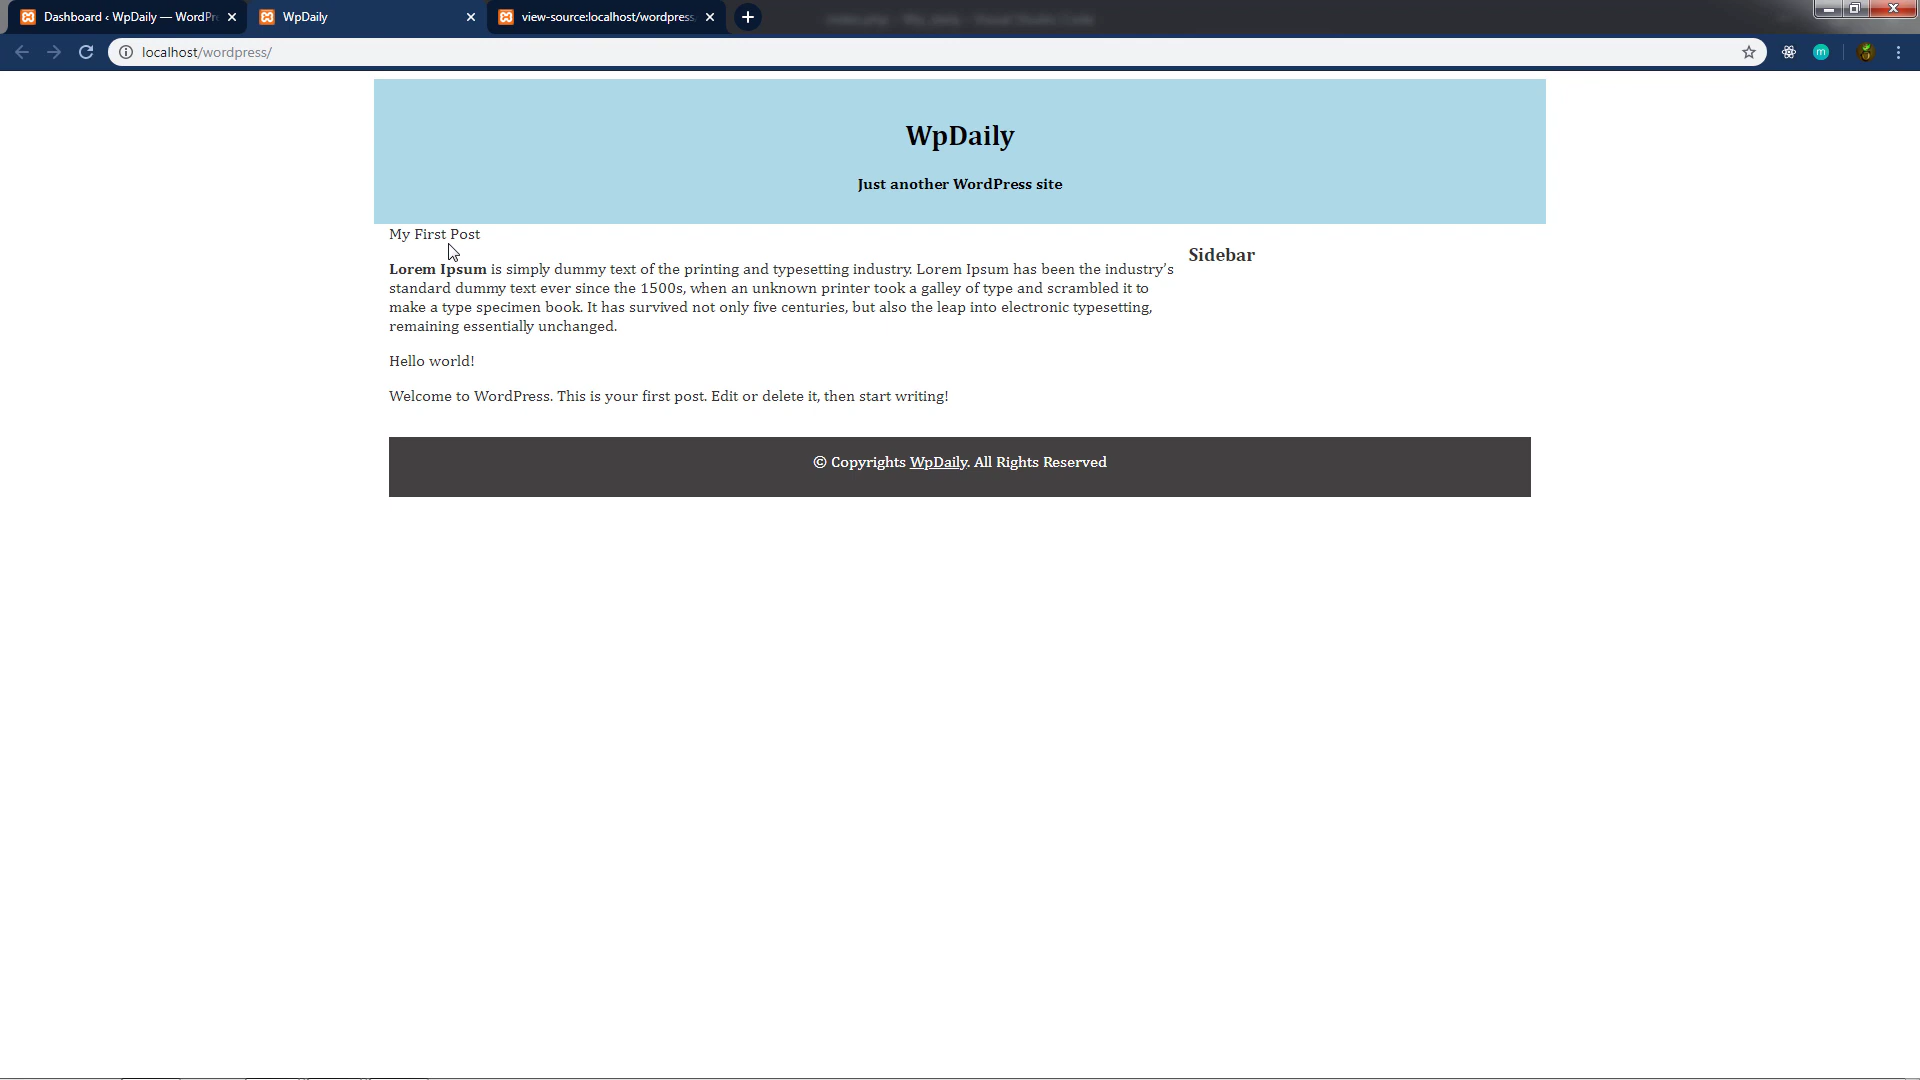 Dashboard ‹ WpDaily — WordPr
WpDaily
view-source:localhost/wordpress
localhost/wordpress/
m
WpDaily
Just another WordPress site
My First Post
Lorem Ipsum is simply dummy text of the printing and typesetting industry. Lorem Ipsum has been the industry’s
standard dummy text ever since the 1500s, when an unknown printer took a galley of type and scrambled it to
make a type specimen book. It has survived not only five centuries, but also the leap into electronic typesetting,
remaining essentially unchanged.
Sidebar
Hello world!
Welcome to WordPress. This is your first post. Edit or delete it, then start writing!
© Copyrights WpDaily. All Rights Reserved